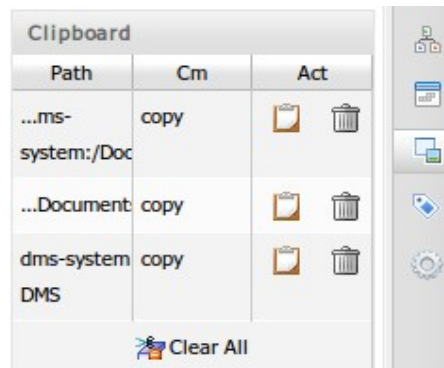 Clipboard
Path Cm Act
...ms- copy
system:/Doc
...Document copy
dms-system copy
DMS
Clear All